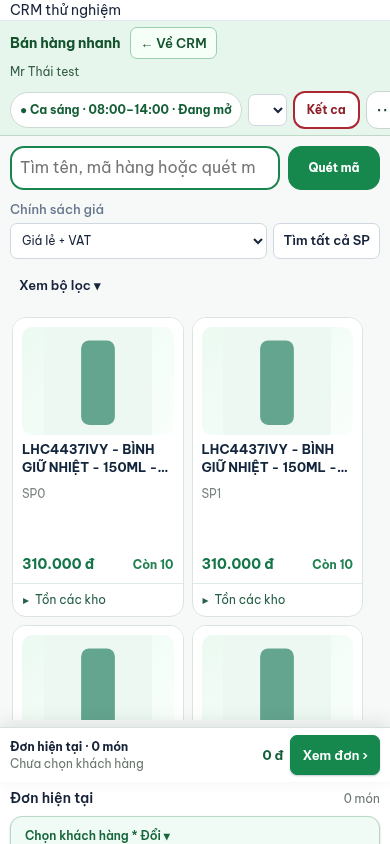 CRM thử nghiệm
Bán hàng nhanh
← Về CRM
Mr Thái test
● Ca sáng · 08:00–14:00 · Đang mở
Kết ca
Tìm tên, mã hàng hoặc quét m
Quét mã
Chính sách giá
Giá lẻ + VAT
Tìm tất cả SP
Xem bộ lọc ▾
LHC4437IVY - BÌNH
GIỮ NHIỆT - 150ML -...
SP0
310.000 đ
Còn 10
▸ Tồn các kho
LHC4437IVY - BÌNH
GIỮ NHIỆT - 150ML -...
SP1
310.000 đ
Còn 10
▸ Tồn các kho
Đơn hiện tại · 0 món
Chưa chọn khách hàng
0 đ
Xem đơn ›
Đơn hiện tại
0 món
Chọn khách hàng * Đổi ▾